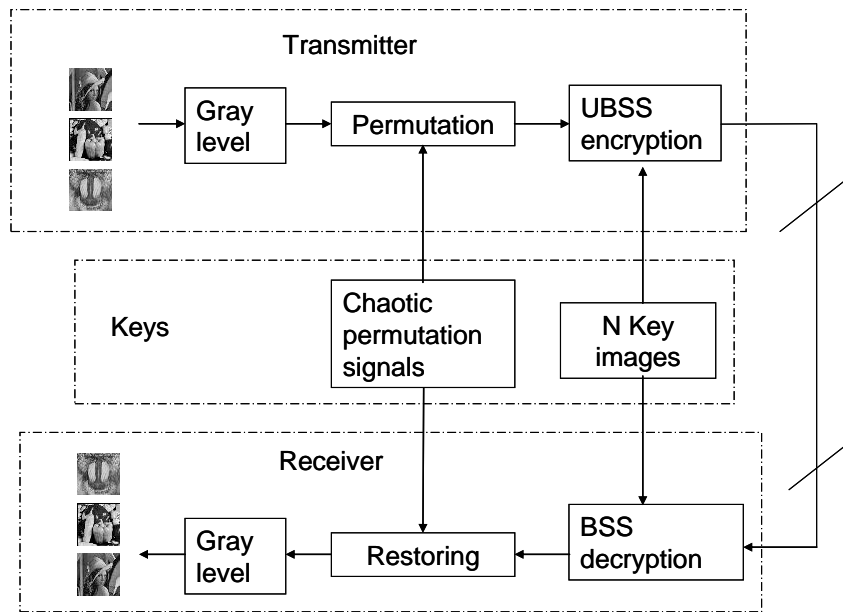 Transmitter
Gray
level
Permutation
UBSS
encryption
Keys
Chaotic
permutation
signals
N Key
images
Receiver
Gray
level
Restoring
BSS
decryption